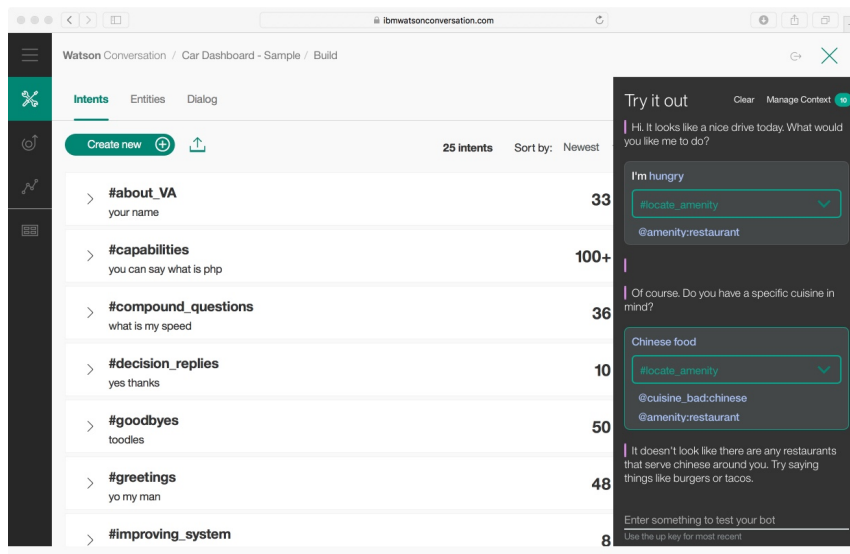 ibmwatsonconversation.com
Watson Conversation / Car Dashboard - Sample / Build
Intents Entities Dialog
Create new
25 intents Sort by: Newest
#about_VA
your name
33
#capabilities
you can say what is php
100+
#compound_questions
what is my speed
36
#decision_replies
yes thanks
10
#goodbyes
toodles
50
#greetings
yo my man
48
#improving_system
8
Try it out Clear Manage Context 10
Hi. It looks like a nice drive today. What would
you like me to do?
I'm hungry
#locate_amenity
@amenity:restaurant
Of course. Do you have a specific cuisine in
mind?
Chinese food
#locate_amenity
@cuisine_bad:chinese
@amenity:restaurant
It doesn't look like there are any restaurants
that serve chinese around you. Try saying
things like burgers or tacos.
Enter something to test your bot
Use the up key for most recent